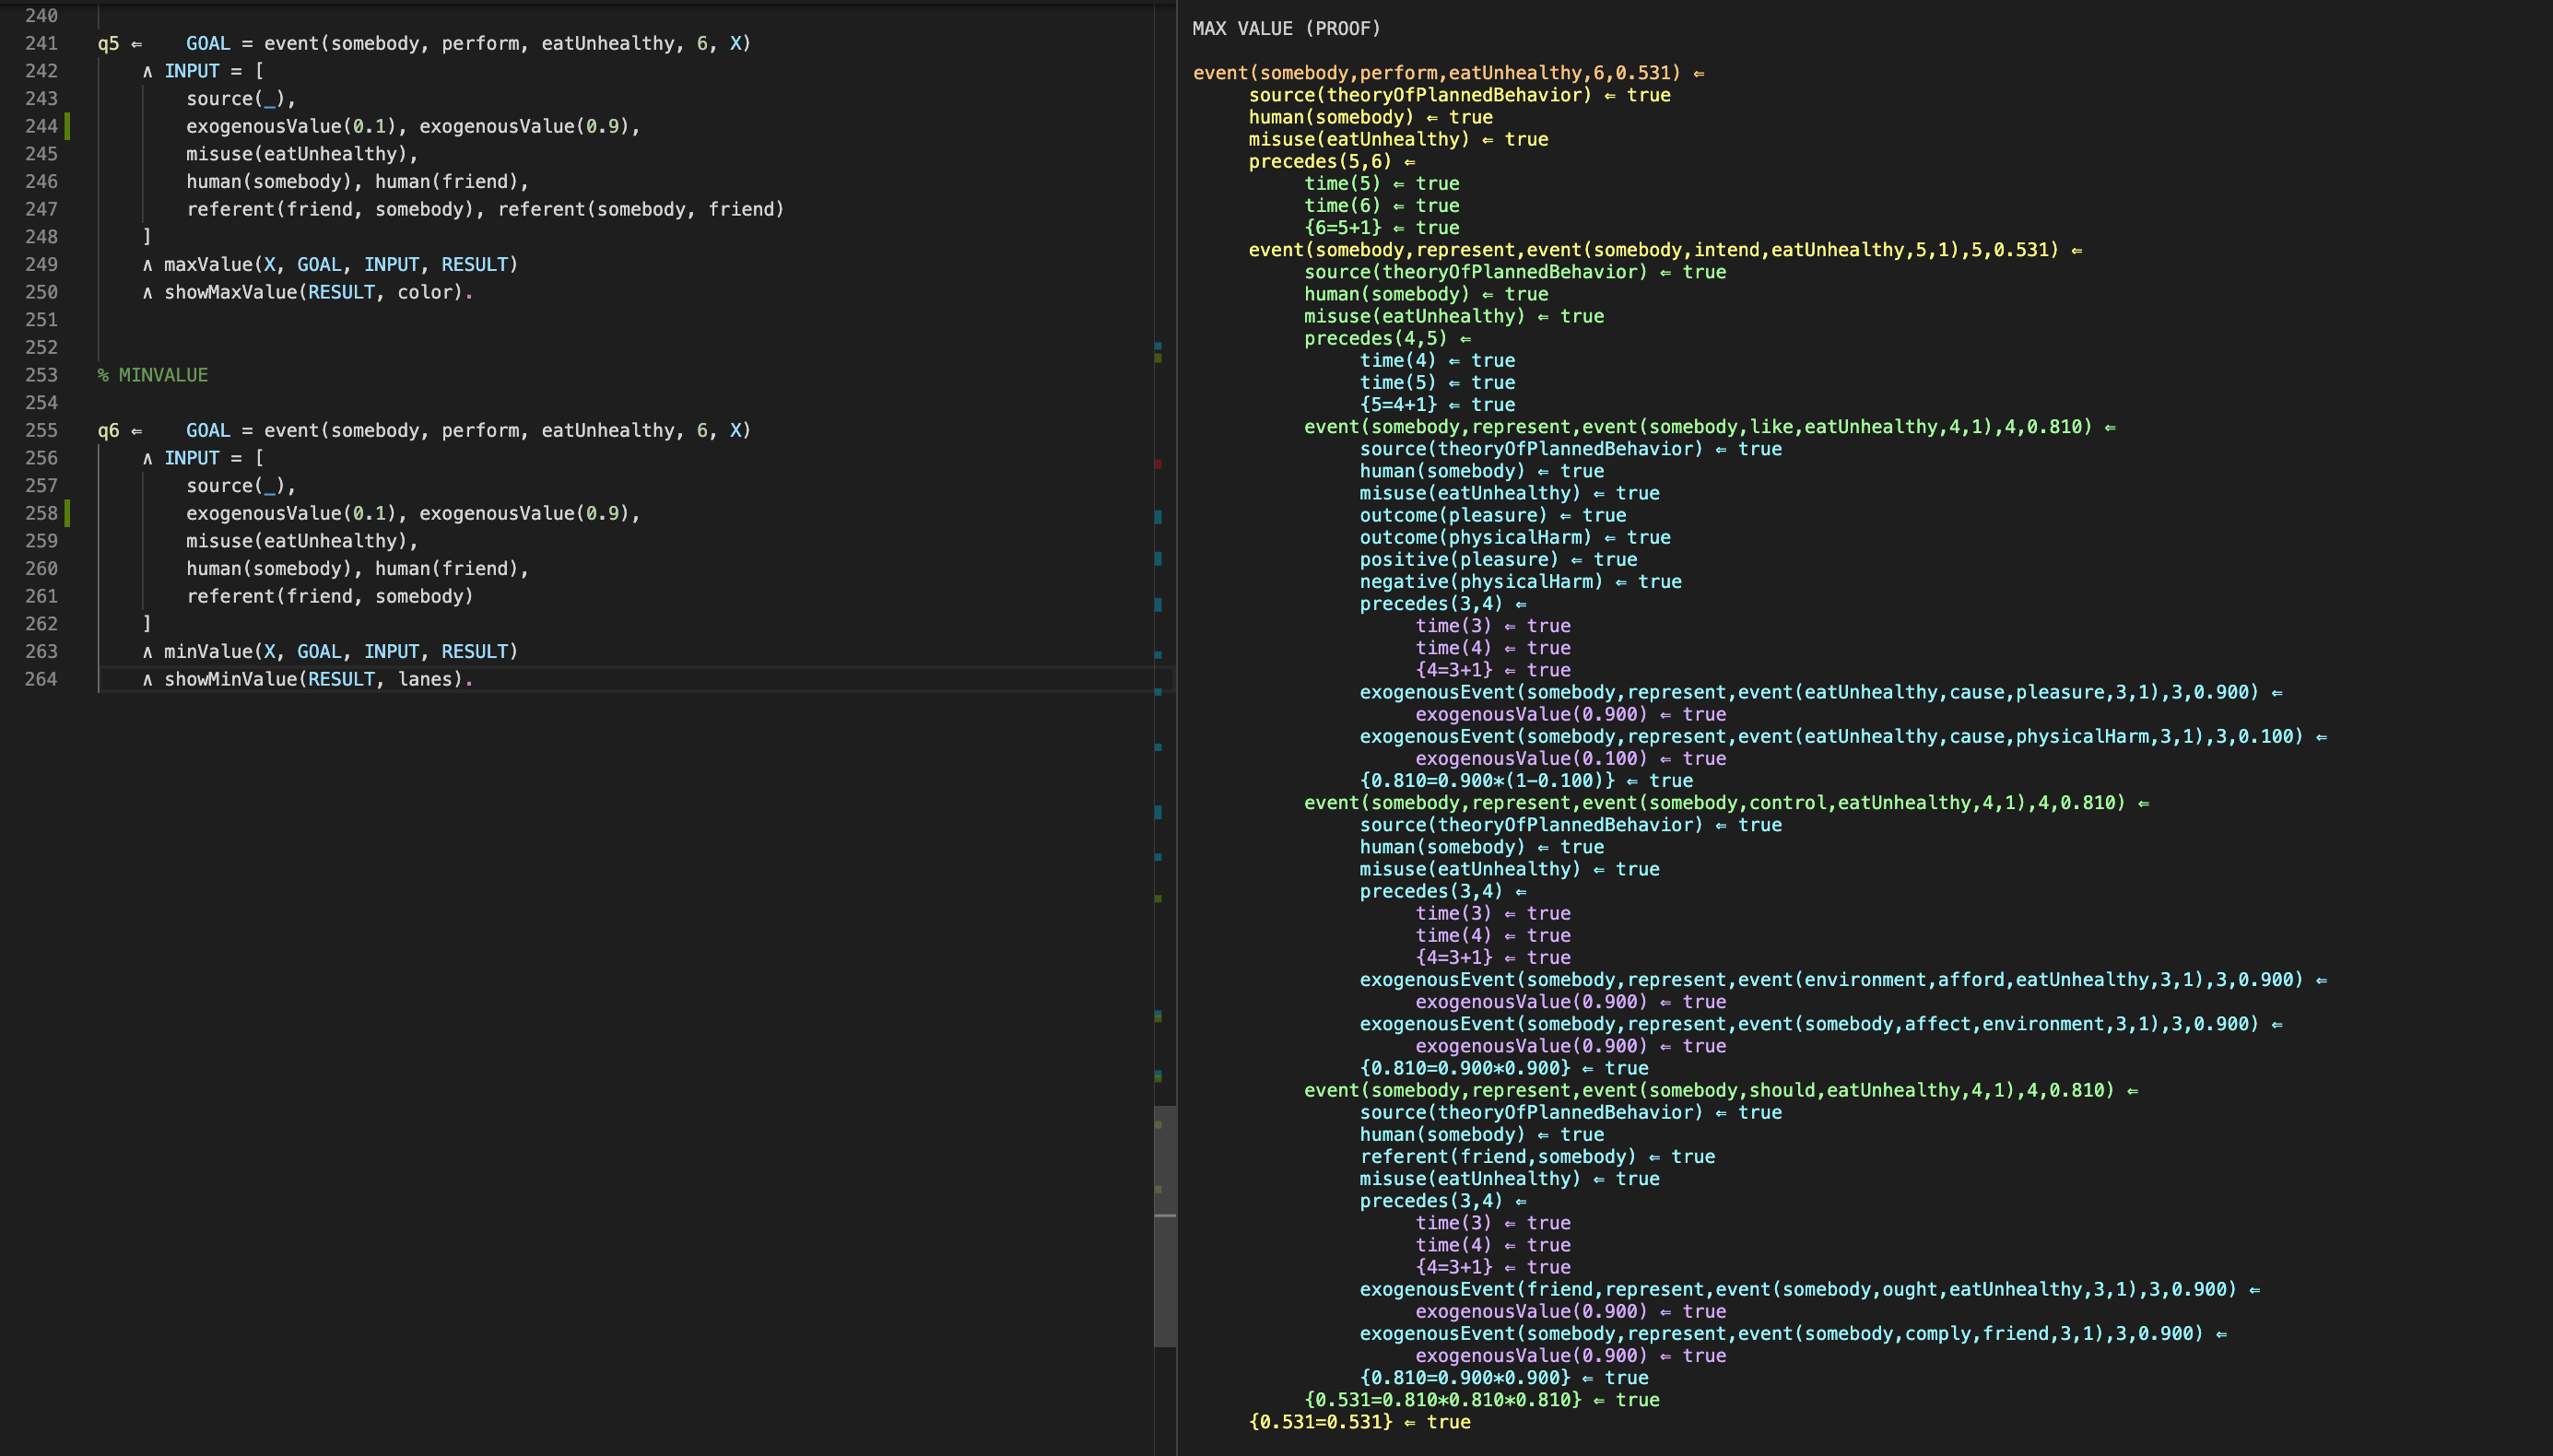 240
241 q5 ⇐ GOAL = event(somebody, perform, eatUnhealthy, 6, X)
242 ∧ INPUT = [
243 source(_),
244 exogenousValue(0.1), exogenousValue(0.9),
245 misuse(eatUnhealthy),
246 human(somebody), human(friend),
247 referent(friend, somebody), referent(somebody, friend)
248 ]
249 ∧ maxValue(X, GOAL, INPUT, RESULT)
250 ∧ showMaxValue(RESULT, color).
251
252
253 % MINVALUE
254
255 q6 ⇐ GOAL = event(somebody, perform, eatUnhealthy, 6, X)
256 ∧ INPUT = [
257 source(_),
258 exogenousValue(0.1), exogenousValue(0.9),
259 misuse(eatUnhealthy),
260 human(somebody), human(friend),
261 referent(friend, somebody)
262 ]
263 ∧ minValue(X, GOAL, INPUT, RESULT)
264 ∧ showMinValue(RESULT, lanes).
MAX VALUE (PROOF)
event(somebody,perform,eatUnhealthy,6,0.531) ⇐
source(theoryOfPlannedBehavior) ⇐ true
human(somebody) ⇐ true
misuse(eatUnhealthy) ⇐ true
precedes(5,6) ⇐
time(5) ⇐ true
time(6) ⇐ true
{6=5+1} ⇐ true
event(somebody,represent,event(somebody,intend,eatUnhealthy,5,1),5,0.531) ⇐
source(theoryOfPlannedBehavior) ⇐ true
human(somebody) ⇐ true
misuse(eatUnhealthy) ⇐ true
precedes(4,5) ⇐
time(4) ⇐ true
time(5) ⇐ true
{5=4+1} ⇐ true
event(somebody,represent,event(somebody,like,eatUnhealthy,4,1),4,0.810) ⇐
source(theoryOfPlannedBehavior) ⇐ true
human(somebody) ⇐ true
misuse(eatUnhealthy) ⇐ true
outcome(pleasure) ⇐ true
outcome(physicalHarm) ⇐ true
positive(pleasure) ⇐ true
negative(physicalHarm) ⇐ true
precedes(3,4) ⇐
time(3) ⇐ true
time(4) ⇐ true
{4=3+1} ⇐ true
exogenousEvent(somebody,represent,event(eatUnhealthy,cause,pleasure,3,1),3,0.900) ⇐
exogenousValue(0.900) ⇐ true
exogenousEvent(somebody,represent,event(eatUnhealthy,cause,physicalHarm,3,1),3,0.100) ⇐
exogenousValue(0.100) ⇐ true
{0.810=0.900*(1-0.100)} ⇐ true
event(somebody,represent,event(somebody,control,eatUnhealthy,4,1),4,0.810) ⇐
source(theoryOfPlannedBehavior) ⇐ true
human(somebody) ⇐ true
misuse(eatUnhealthy) ⇐ true
precedes(3,4) ⇐
time(3) ⇐ true
time(4) ⇐ true
{4=3+1} ⇐ true
exogenousEvent(somebody,represent,event(environment,afford,eatUnhealthy,3,1),3,0.900) ⇐
exogenousValue(0.900) ⇐ true
exogenousEvent(somebody,represent,event(somebody,affect,environment,3,1),3,0.900) ⇐
exogenousValue(0.900) ⇐ true
{0.810=0.900*0.900} ⇐ true
event(somebody,represent,event(somebody,should,eatUnhealthy,4,1),4,0.810) ⇐
source(theoryOfPlannedBehavior) ⇐ true
human(somebody) ⇐ true
referent(friend,somebody) ⇐ true
misuse(eatUnhealthy) ⇐ true
precedes(3,4) ⇐
time(3) ⇐ true
time(4) ⇐ true
{4=3+1} ⇐ true
exogenousEvent(friend,represent,event(somebody,ought,eatUnhealthy,3,1),3,0.900) ⇐
exogenousValue(0.900) ⇐ true
exogenousEvent(somebody,represent,event(somebody,comply,friend,3,1),3,0.900) ⇐
exogenousValue(0.900) ⇐ true
{0.810=0.900*0.900} ⇐ true
{0.531=0.810*0.810*0.810} ⇐ true
{0.531=0.531} ⇐ true